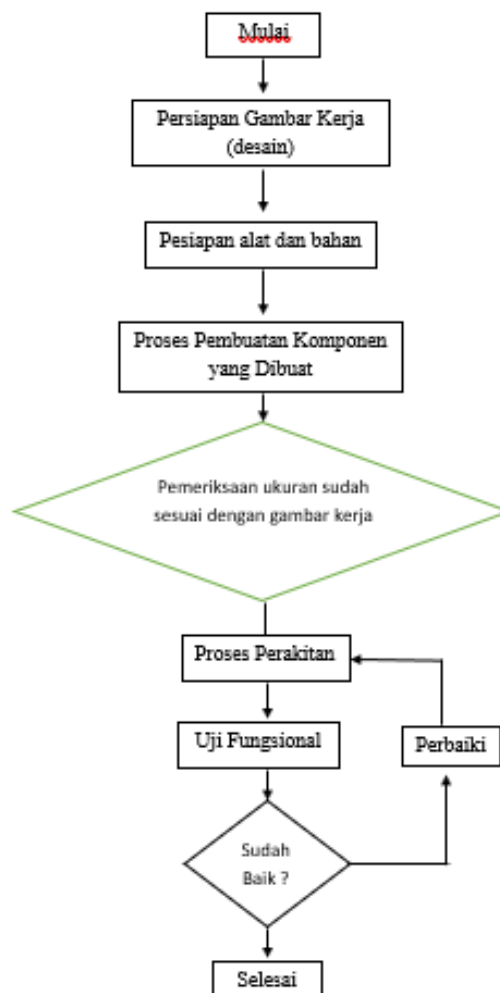 Mulai
Persiapan Gambar Kerja
(desain)
Pesiapan alat dan bahan
Proses Pembuatan Komponen
yang Dibuat
Pemeriksaan ukuran sudah
sesuai dengan gambar kerja
Proses Perakitan
Uji Fungsional
Perbaiki
Sudah
Baik ?
Selesai